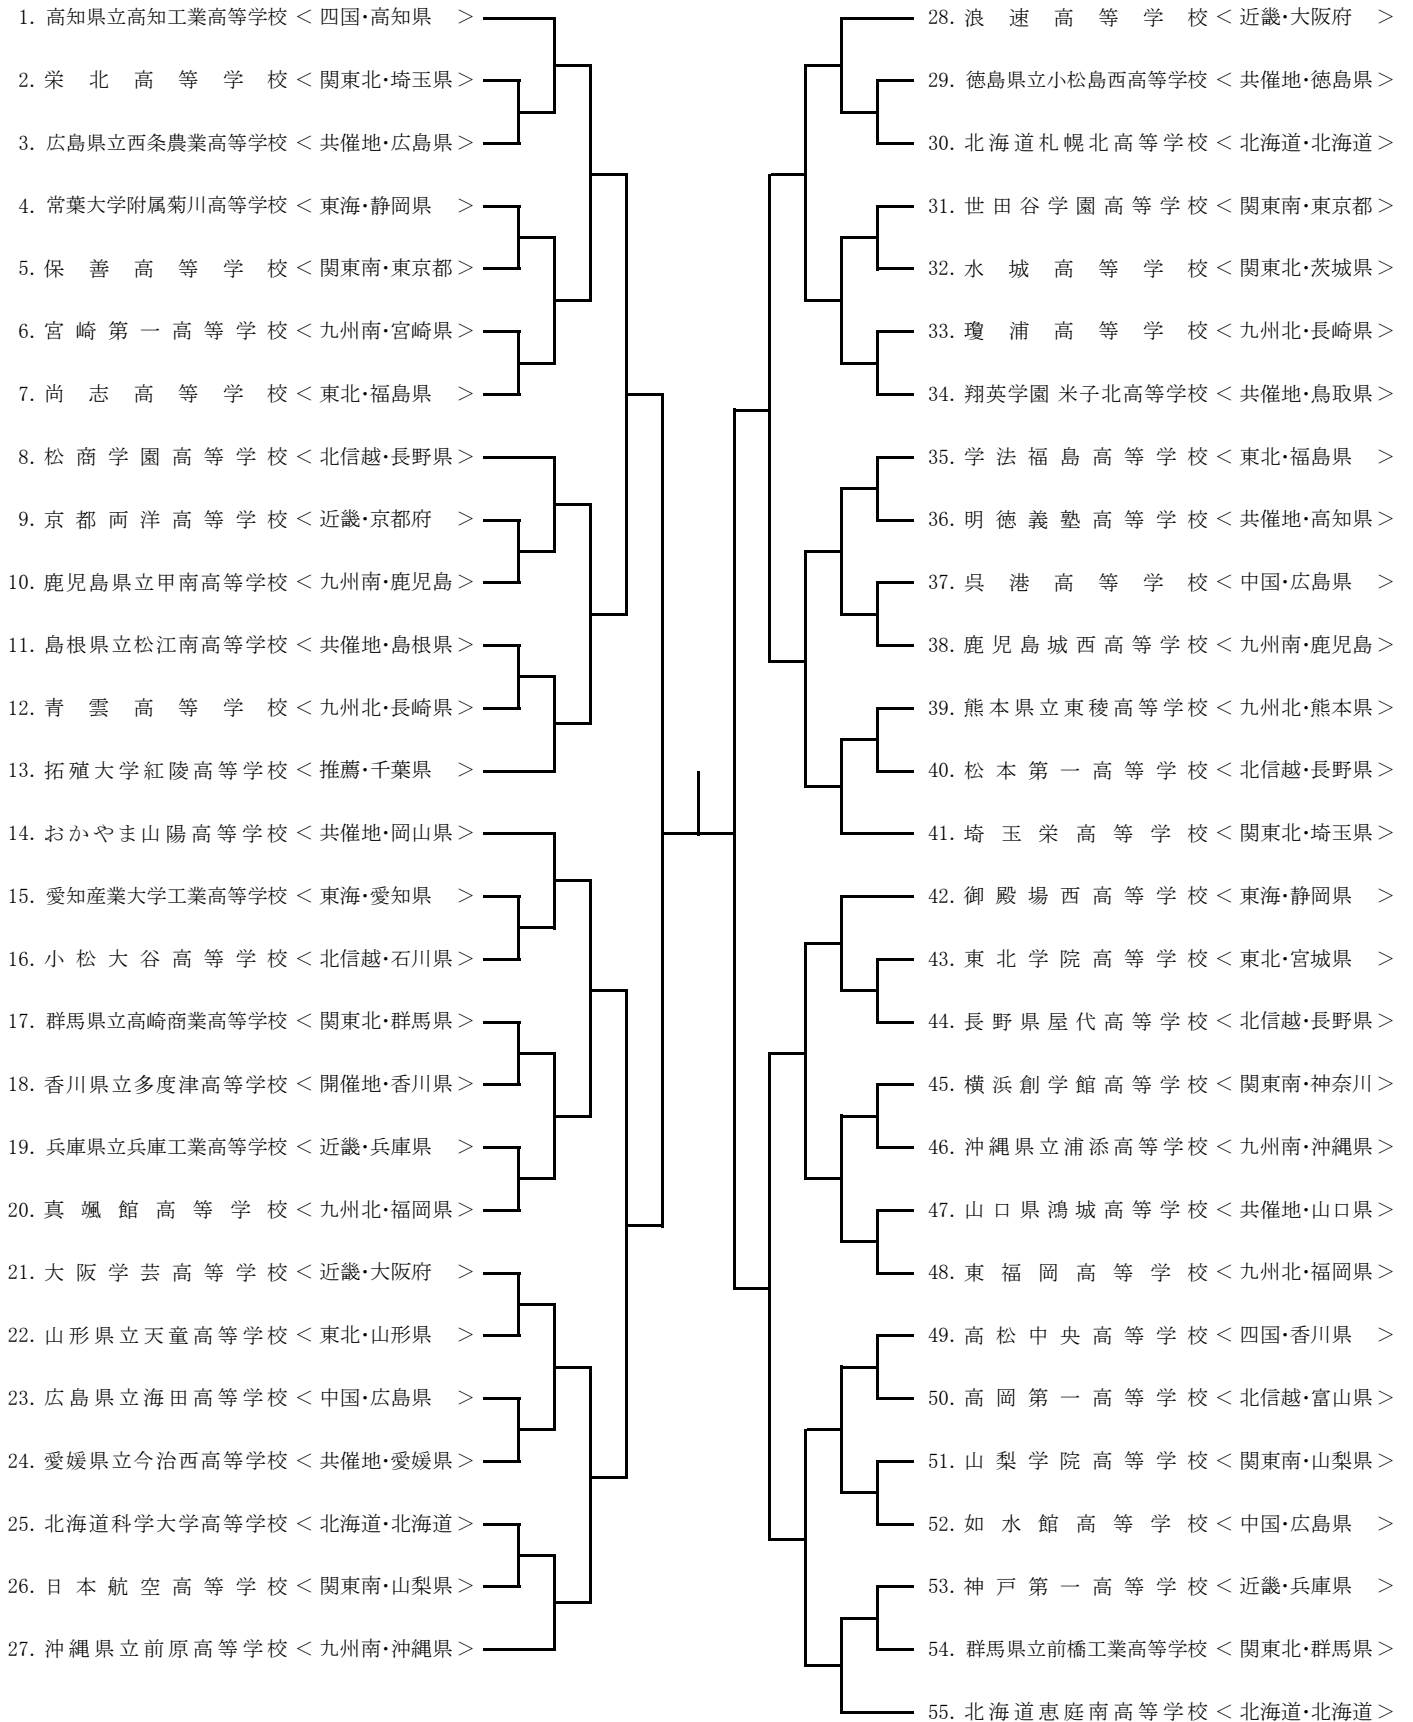 1. 高知県立高知工業高等学校 < 四国・高知県 >
2. 栄北高等学校 < 関東北・埼玉県 >
3. 広島県立西条農業高等学校 < 共催地・広島県 >
4. 常葉大学附属菊川高等学校 < 東海・静岡県 >
5. 保善高等学校 < 関東南・東京都 >
6. 宮崎第一高等学校 < 九州南・宮崎県 >
7. 尚志高等学校 < 東北・福島県 >
8. 松商学園高等学校 < 北信越・長野県 >
9. 京都両洋高等学校 < 近畿・京都府 >
10. 鹿児島県立甲南高等学校 < 九州南・鹿児島 >
11. 島根県立松江南高等学校 < 共催地・島根県 >
12. 青雲高等学校 < 九州北・長崎県 >
13. 拓殖大学紅陵高等学校 < 推薦・千葉県 >
14. おかやま山陽高等学校 < 共催地・岡山県 >
15. 愛知産業大学工業高等学校 < 東海・愛知県 >
16. 小松大谷高等学校 < 北信越・石川県 >
17. 群馬県立高崎商業高等学校 < 関東北・群馬県 >
18. 香川県立多度津高等学校 < 開催地・香川県 >
19. 兵庫県立兵庫工業高等学校 < 近畿・兵庫県 >
20. 真颯館高等学校 < 九州北・福岡県 >
21. 大阪学芸高等学校 < 近畿・大阪府 >
22. 山形県立天童高等学校 < 東北・山形県 >
23. 広島県立海田高等学校 < 中国・広島県 >
24. 愛媛県立今治西高等学校 < 共催地・愛媛県 >
25. 北海道科学大学高等学校 < 北海道・北海道 >
26. 日本航空高等学校 < 関東南・山梨県 >
27. 沖縄県立前原高等学校 < 九州南・沖縄県 >
28. 浪速高等学校 < 近畿・大阪府 >
29. 徳島県立小松島西高等学校 < 共催地・徳島県 >
30. 北海道札幌北高等学校 < 北海道・北海道 >
31. 世田谷学園高等学校 < 関東南・東京都 >
32. 水城高等学校 < 関東北・茨城県 >
33. 瓊浦高等学校 < 九州北・長崎県 >
34. 翔英学園 米子北高等学校 < 共催地・鳥取県 >
35. 学法福島高等学校 < 東北・福島県 >
36. 明徳義塾高等学校 < 共催地・高知県 >
37. 呉港高等学校 < 中国・広島県 >
38. 鹿児島城西高等学校 < 九州南・鹿児島 >
39. 熊本県立東稜高等学校 < 九州北・熊本県 >
40. 松本第一高等学校 < 北信越・長野県 >
41. 埼玉栄高等学校 < 関東北・埼玉県 >
42. 御殿場西高等学校 < 東海・静岡県 >
43. 東北学院高等学校 < 東北・宮城県 >
44. 長野県屋代高等学校 < 北信越・長野県 >
45. 横浜創学館高等学校 < 関東南・神奈川 >
46. 沖縄県立浦添高等学校 < 九州南・沖縄県 >
47. 山口県鴻城高等学校 < 共催地・山口県 >
48. 東福岡高等学校 < 九州北・福岡県 >
49. 高松中央高等学校 < 四国・香川県 >
50. 高岡第一高等学校 < 北信越・富山県 >
51. 山梨学院高等学校 < 関東南・山梨県 >
52. 如水館高等学校 < 中国・広島県 >
53. 神戸第一高等学校 < 近畿・兵庫県 >
54. 群馬県立前橋工業高等学校 < 関東北・群馬県 >
55. 北海道恵庭南高等学校 < 北海道・北海道 >